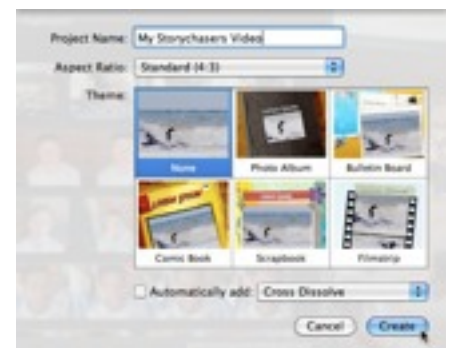 Project Name: My Storychasers Video
Aspect Ratio: Standard (4:3)
Theme:
None Photo Album Bulletin Board
Comic Book Scrapbook Filmstrip
Automatically add: Cross Dissolve
Cancel Create